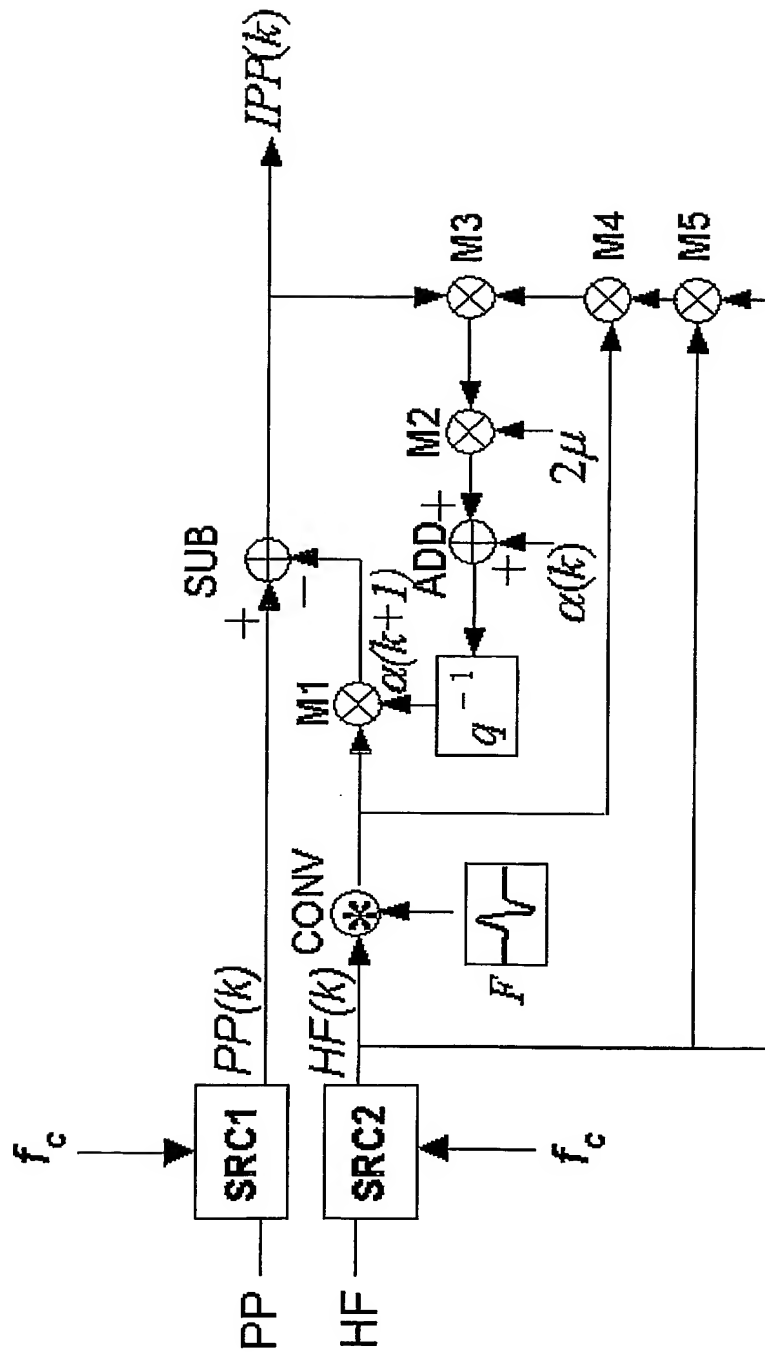 f_c
PP
SRC1
PP(k)
SUB
+
−
IPP(k)
HF
SRC2
HF(k)
f_c
CONV
F
M1
α(k+1)
q^-1
ADD
+
+
α(k)
M2
2μ
M3
M4
M5